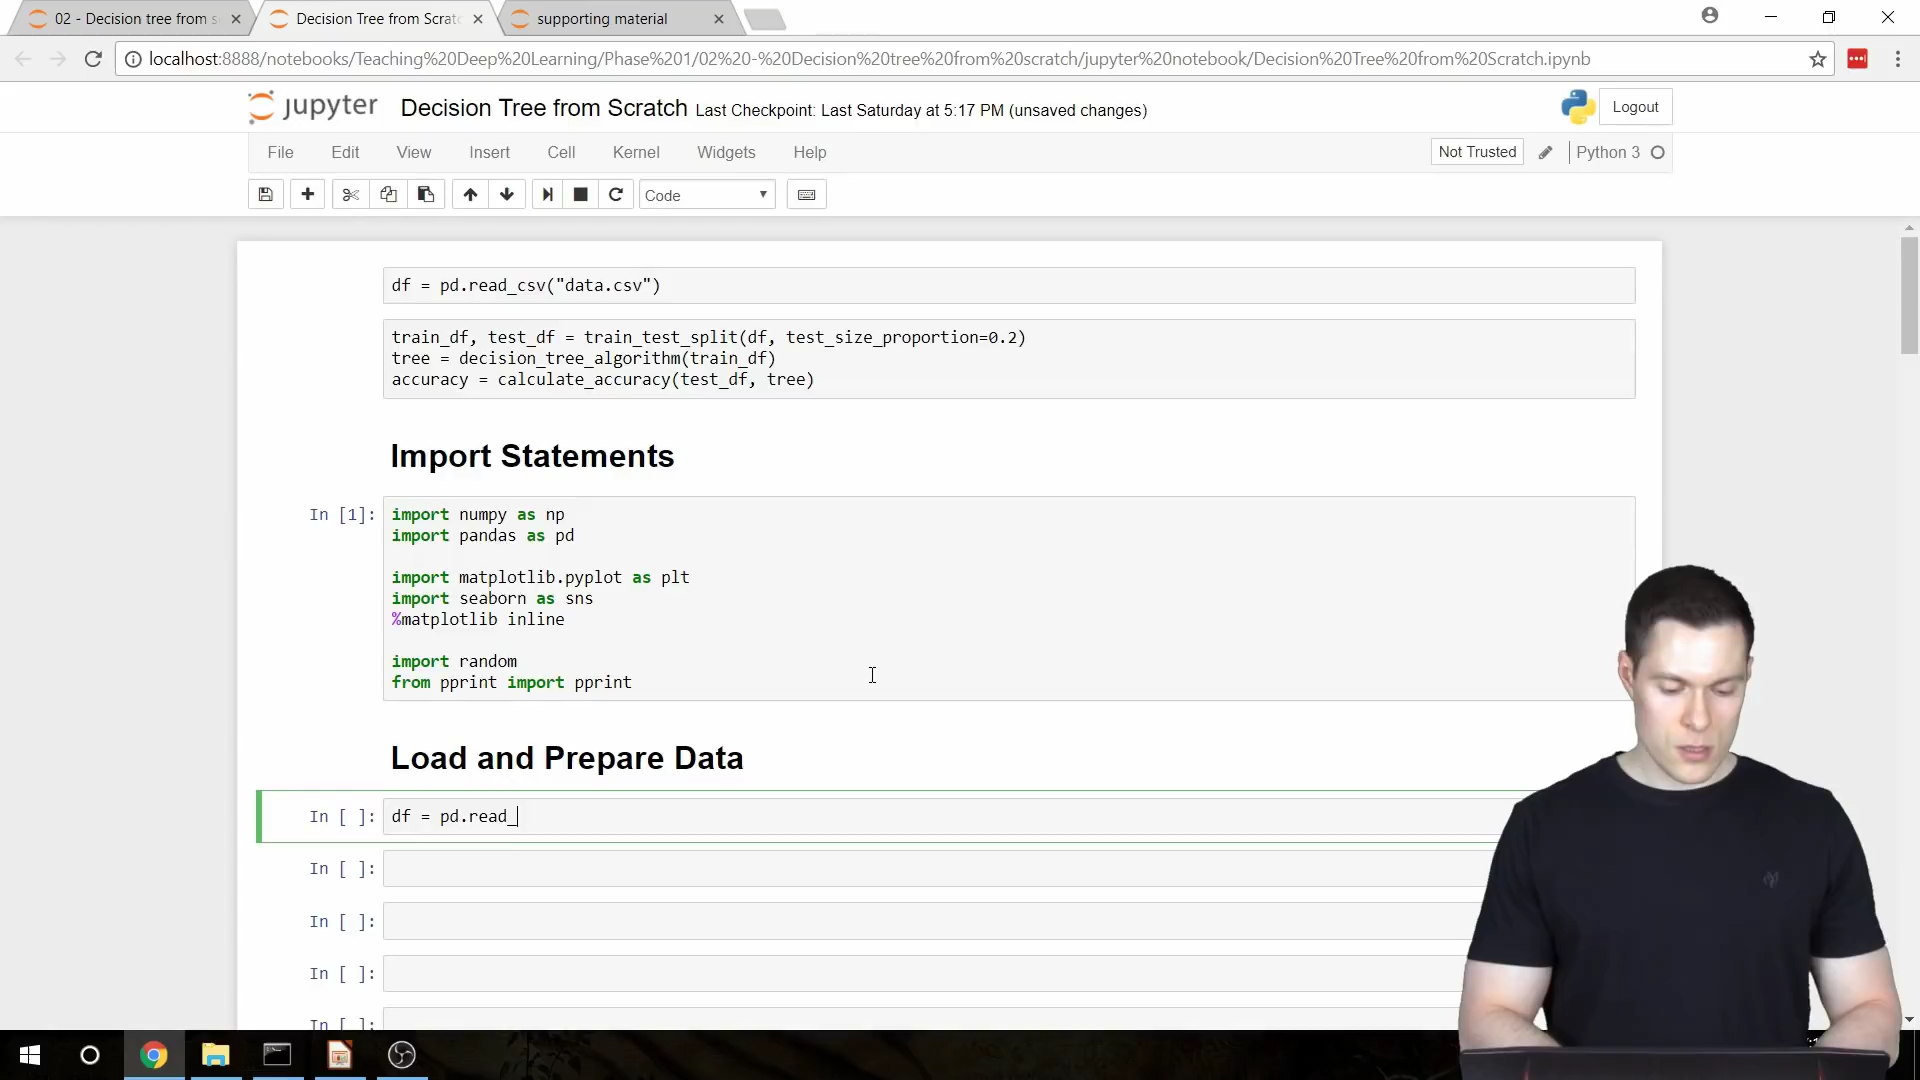 02 - Decision tree from s
Decision Tree from Scratc
supporting material
localhost:8888/notebooks/Teaching%20Deep%20Learning/Phase%201/02%20-%20Decision%20tree%20from%20scratch/jupyter%20notebook/Decision%20Tree%20from%20Scratch.ipynb
jupyter Decision Tree from Scratch Last Checkpoint: Last Saturday at 5:17 PM (unsaved changes)
Logout
File Edit View Insert Cell Kernel Widgets Help
Not Trusted
Python 3
Code
df = pd.read_csv("data.csv")
train_df, test_df = train_test_split(df, test_size_proportion=0.2)
tree = decision_tree_algorithm(train_df)
accuracy = calculate_accuracy(test_df, tree)
Import Statements
In [1]:
import numpy as np
import pandas as pd
import matplotlib.pyplot as plt
import seaborn as sns
%matplotlib inline
import random
from pprint import pprint
Load and Prepare Data
In [ ]: df = pd.read_
In [ ]:
In [ ]:
In [ ]:
In [ ]: